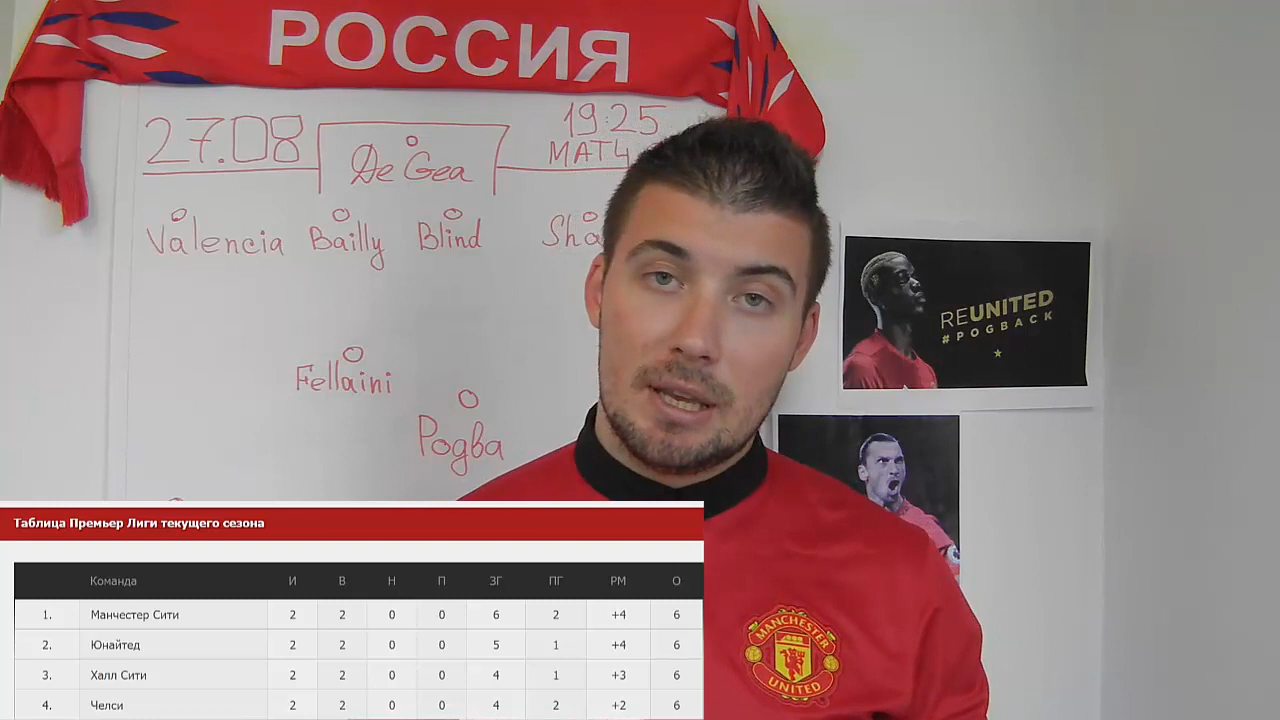 РОССИЯ
27.08
19:25
МАТЧ
De Gea
Valencia Bailly Blind
Fellaini
Pogba
REUNITED
#POGBACK
MANCHESTER
UNITED
Таблица Премьер Лиги текущего сезона
Команда И В Н П ЗГ ПГ РМ О
1. Манчестер Сити 2 2 0 0 6 2 +4 6
2. Юнайтед 2 2 0 0 5 1 +4 6
3. Халл Сити 2 2 0 0 4 1 +3 6
4. Челси 2 2 0 0 4 2 +2 6